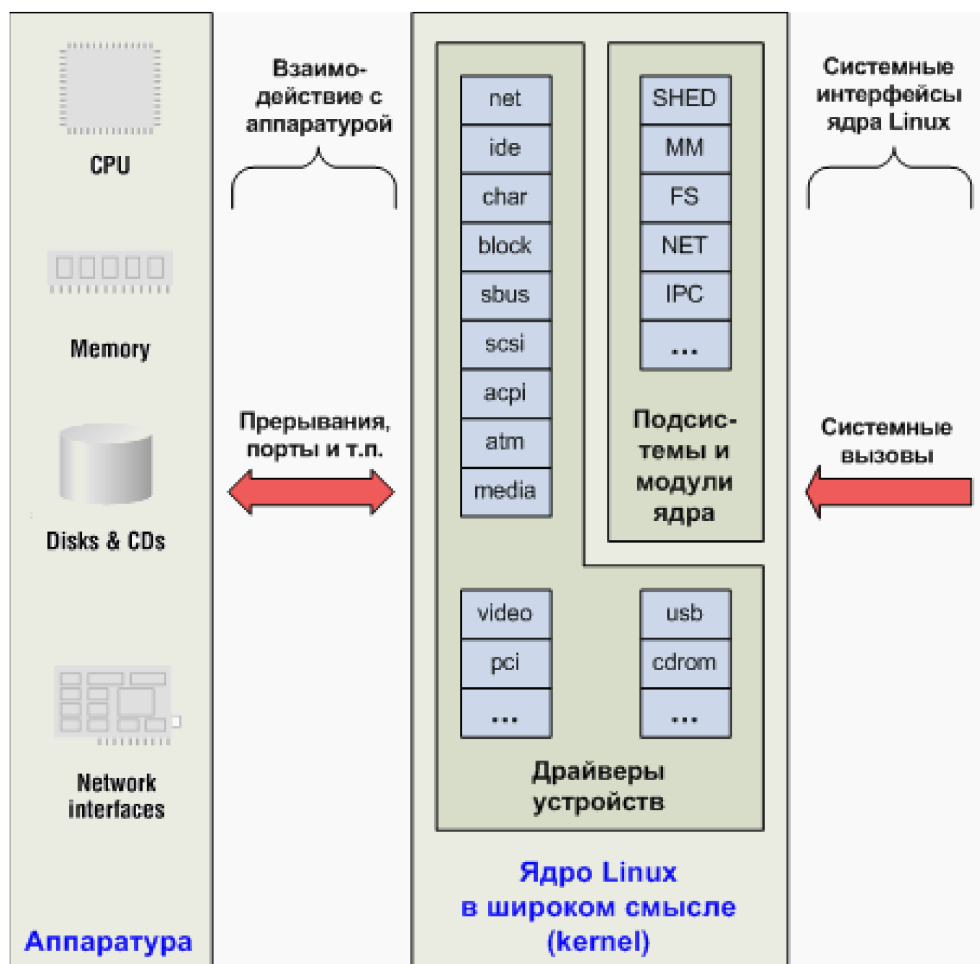 CPU
Memory
Disks & CDs
Network
interfaces
Аппаратура
Взаимо-
действие с
аппаратурой
Прерывания,
порты и т.п.
net
ide
char
block
sbus
scsi
acpi
atm
media
video
pci
...
usb
cdrom
...
Драйверы
устройств
SHED
MM
FS
NET
IPC
...
Подсис-
темы и
модули
ядра
Ядро Linux
в широком смысле
(kernel)
Системные
интерфейсы
ядра Linux
Системные
вызовы